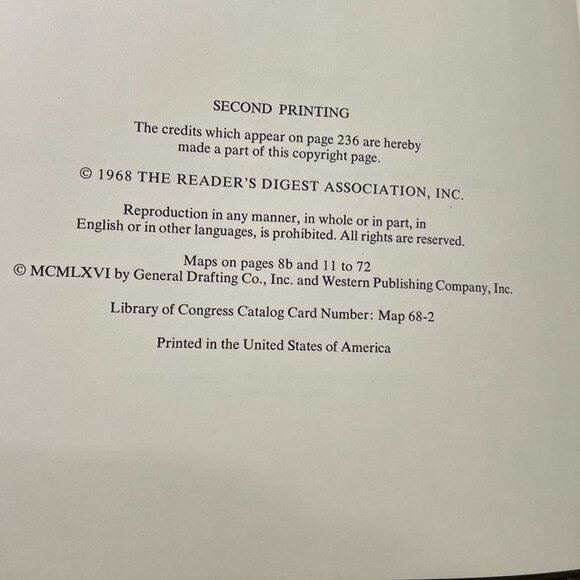 SECOND PRINTING
The credits which appear on page 236 are hereby
made a part of this copyright page.
© 1968 THE READER'S DIGEST ASSOCIATION, INC.
Reproduction in any manner, in whole or in part, in
English or in other languages, is prohibited. All rights are reserved.
Maps on pages 8b and 11 to 72
© MCMLXVI by General Drafting Co., Inc. and Western Publishing Company, Inc.
Library of Congress Catalog Card Number: Map 68-2
Printed in the United States of America